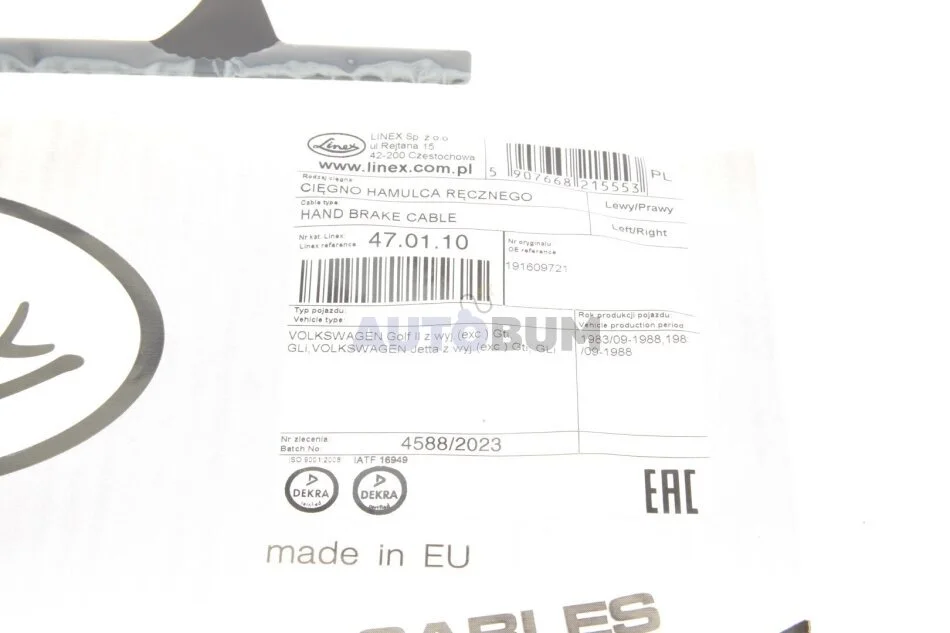 Linex
LINEX Sp. z o.o.
ul Rejtana 15
42-200 Częstochowa
www.linex.com.pl
5 907668 215553
PL
Rodzaj cięgna
CIĘGNO HAMULCA RĘCZNEGO
Lewy/Prawy
Cable type
HAND BRAKE CABLE
Left/Right
Nr kat. Linex
Linex reference
47.01.10
Nr oryginału
OE reference
191609721
Typ pojazdu
Vehicle type
Rok produkcji pojazdu
Vehicle production period
AUTOBUM
VOLKSWAGEN Golf II z wyj.(exc.) Gti,
GLi,VOLKSWAGEN Jetta z wyj.(exc.) Gti, GLi
1983/09-1988,198
/09-1988
Nr zlecenia
Batch No
4588/2023
ISO 9001:2008
IATF 16949
DEKRA
DEKRA
EAC
made in EU
CABLES